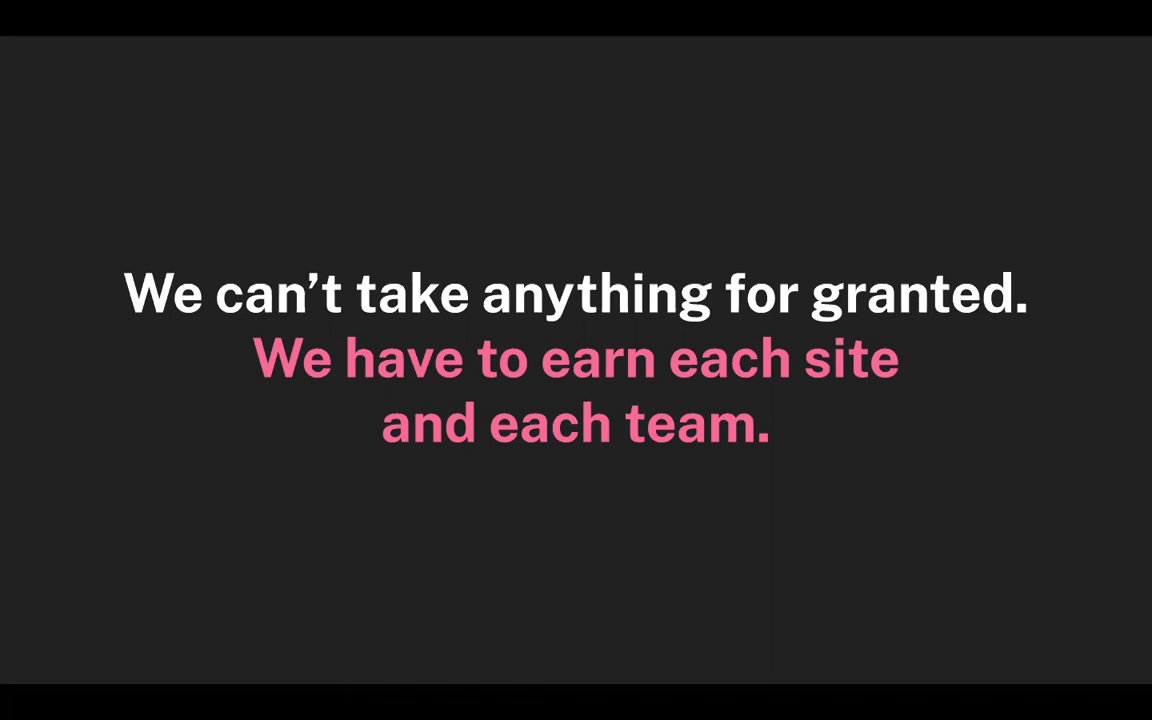 We can’t take anything for granted.
We have to earn each site
and each team.